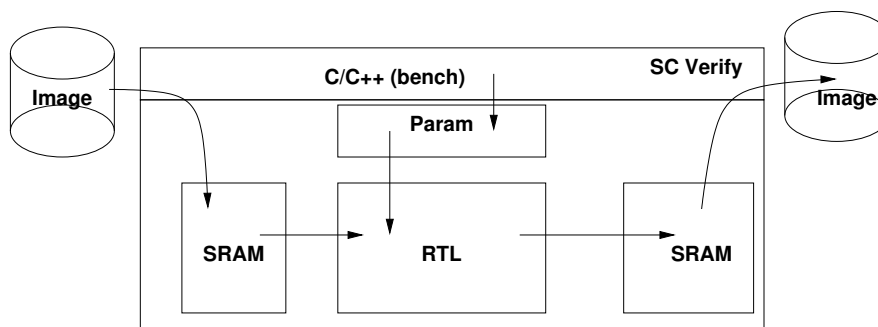 SC Verify
C/C++ (bench)
Image
Image
Param
SRAM
RTL
SRAM